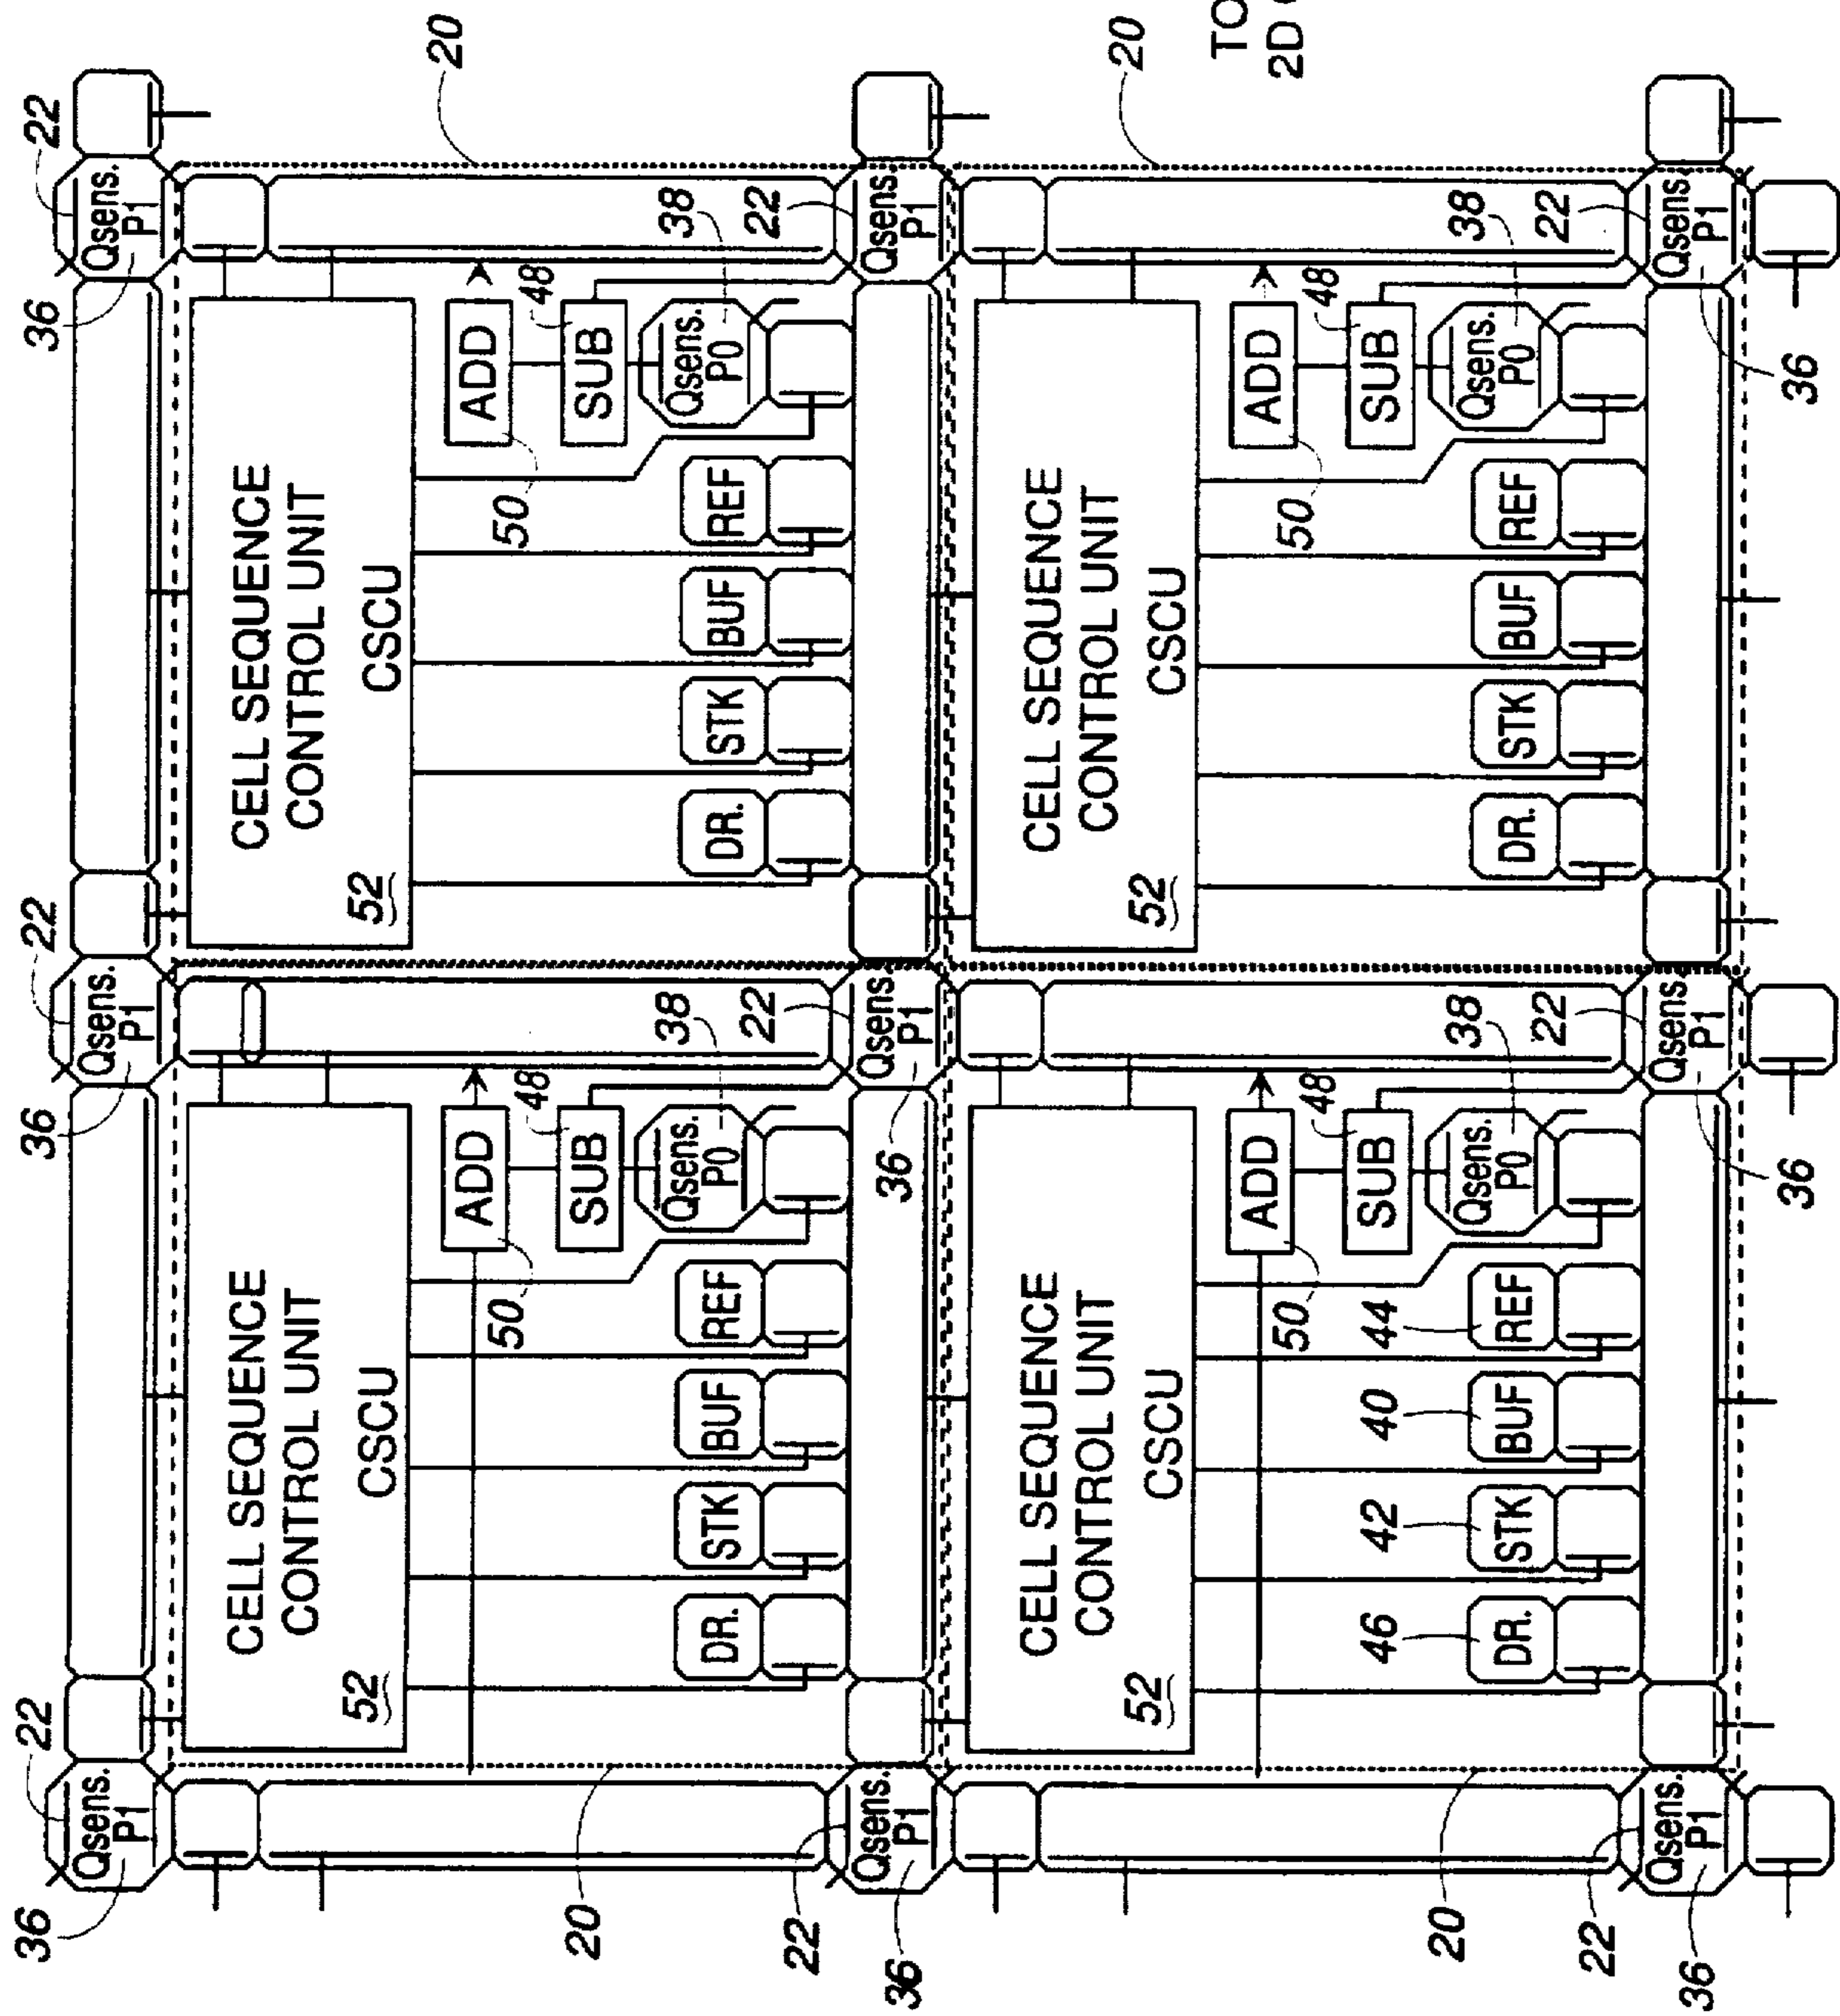 36 22 36 22 36 22
Qsens. Qsens. Qsens.
P1 P1 P1
CELL SEQUENCE CELL SEQUENCE
CONTROL UNIT CONTROL UNIT
52 CSCU 52 CSCU
20
ADD ADD
50 50
48 48
20 SUB SUB
Qsens. 38 Qsens. 38
DR. STK BUF REF P0 DR. STK BUF REF P0
22 22 22
Qsens. Qsens. Qsens.
P1 P1 P1
36 36
CELL SEQUENCE CELL SEQUENCE
CONTROL UNIT CONTROL UNIT
52 CSCU 52 CSCU
20
TO
2D
ADD ADD
50 50
48 48
46 42 40 44 SUB SUB
20 Qsens. 38 Qsens. 38
DR. STK BUF REF P0 DR. STK BUF REF P0
22 22 22
Qsens. Qsens. Qsens.
P1 P1 P1
36 36 36